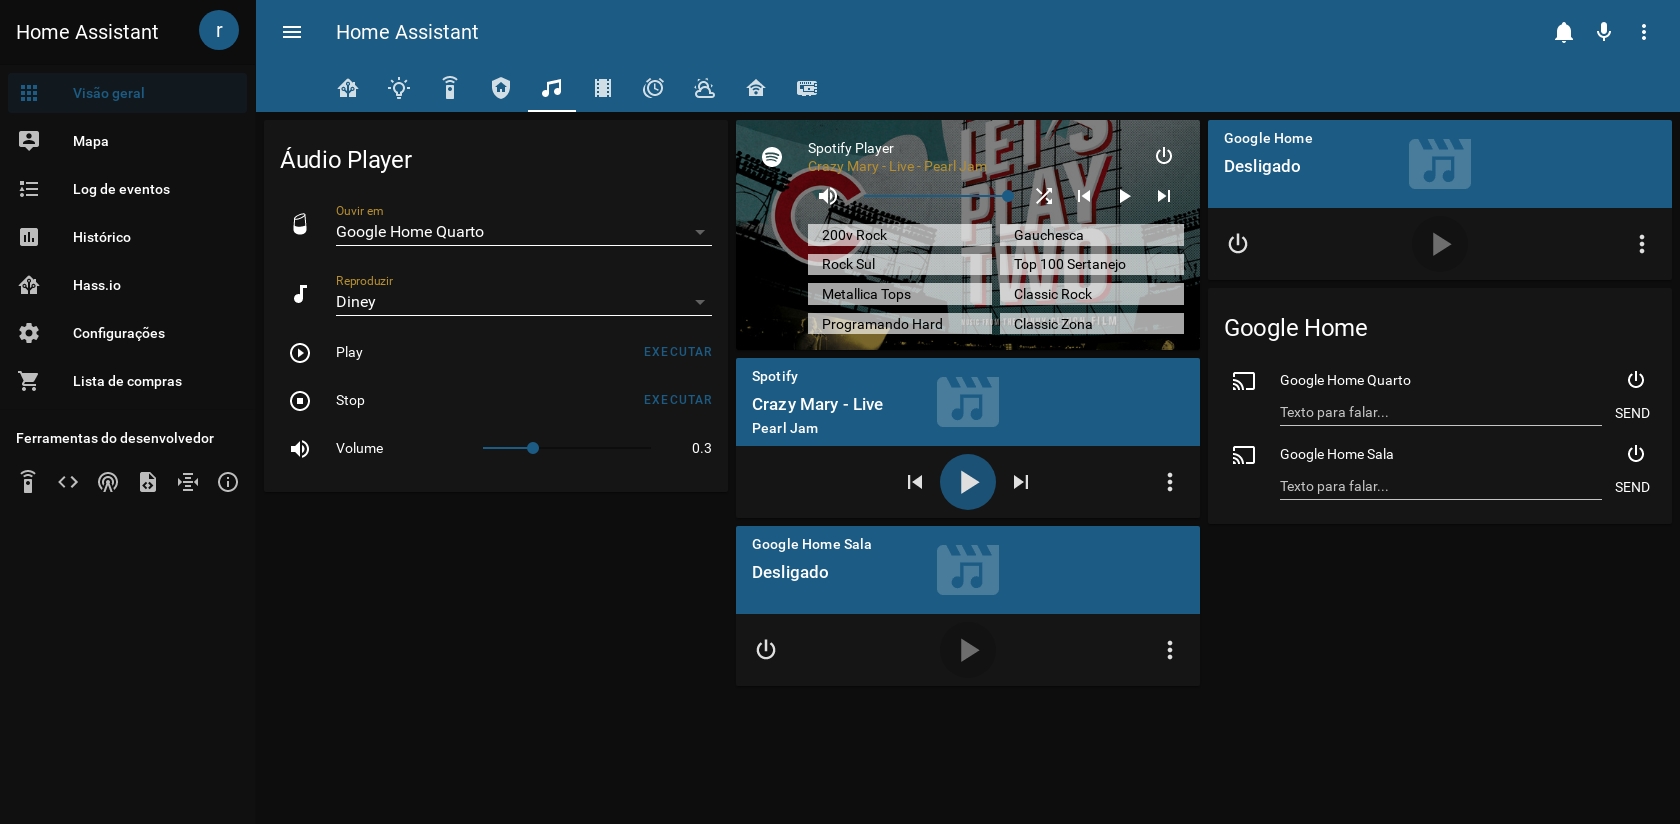 Home Assistant
r
Visão geral
Mapa
Log de eventos
Histórico
Hass.io
Configurações
Lista de compras
Ferramentas do desenvolvedor
Home Assistant
Áudio Player
Ouvir em
Google Home Quarto
Reproduzir
Diney
Play
EXECUTAR
Stop
EXECUTAR
Volume
0.3
Spotify Player
Crazy Mary - Live - Pearl Jam
LET'S
PLAY
TWO
200v Rock
Gauchesca
Rock Sul
Top 100 Sertanejo
Metallica Tops
Classic Rock
Programando Hard
Classic Zona
Spotify
Crazy Mary - Live
Pearl Jam
Google Home Sala
Desligado
Google Home
Desligado
Google Home
Google Home Quarto
Texto para falar...
SEND
Google Home Sala
Texto para falar...
SEND